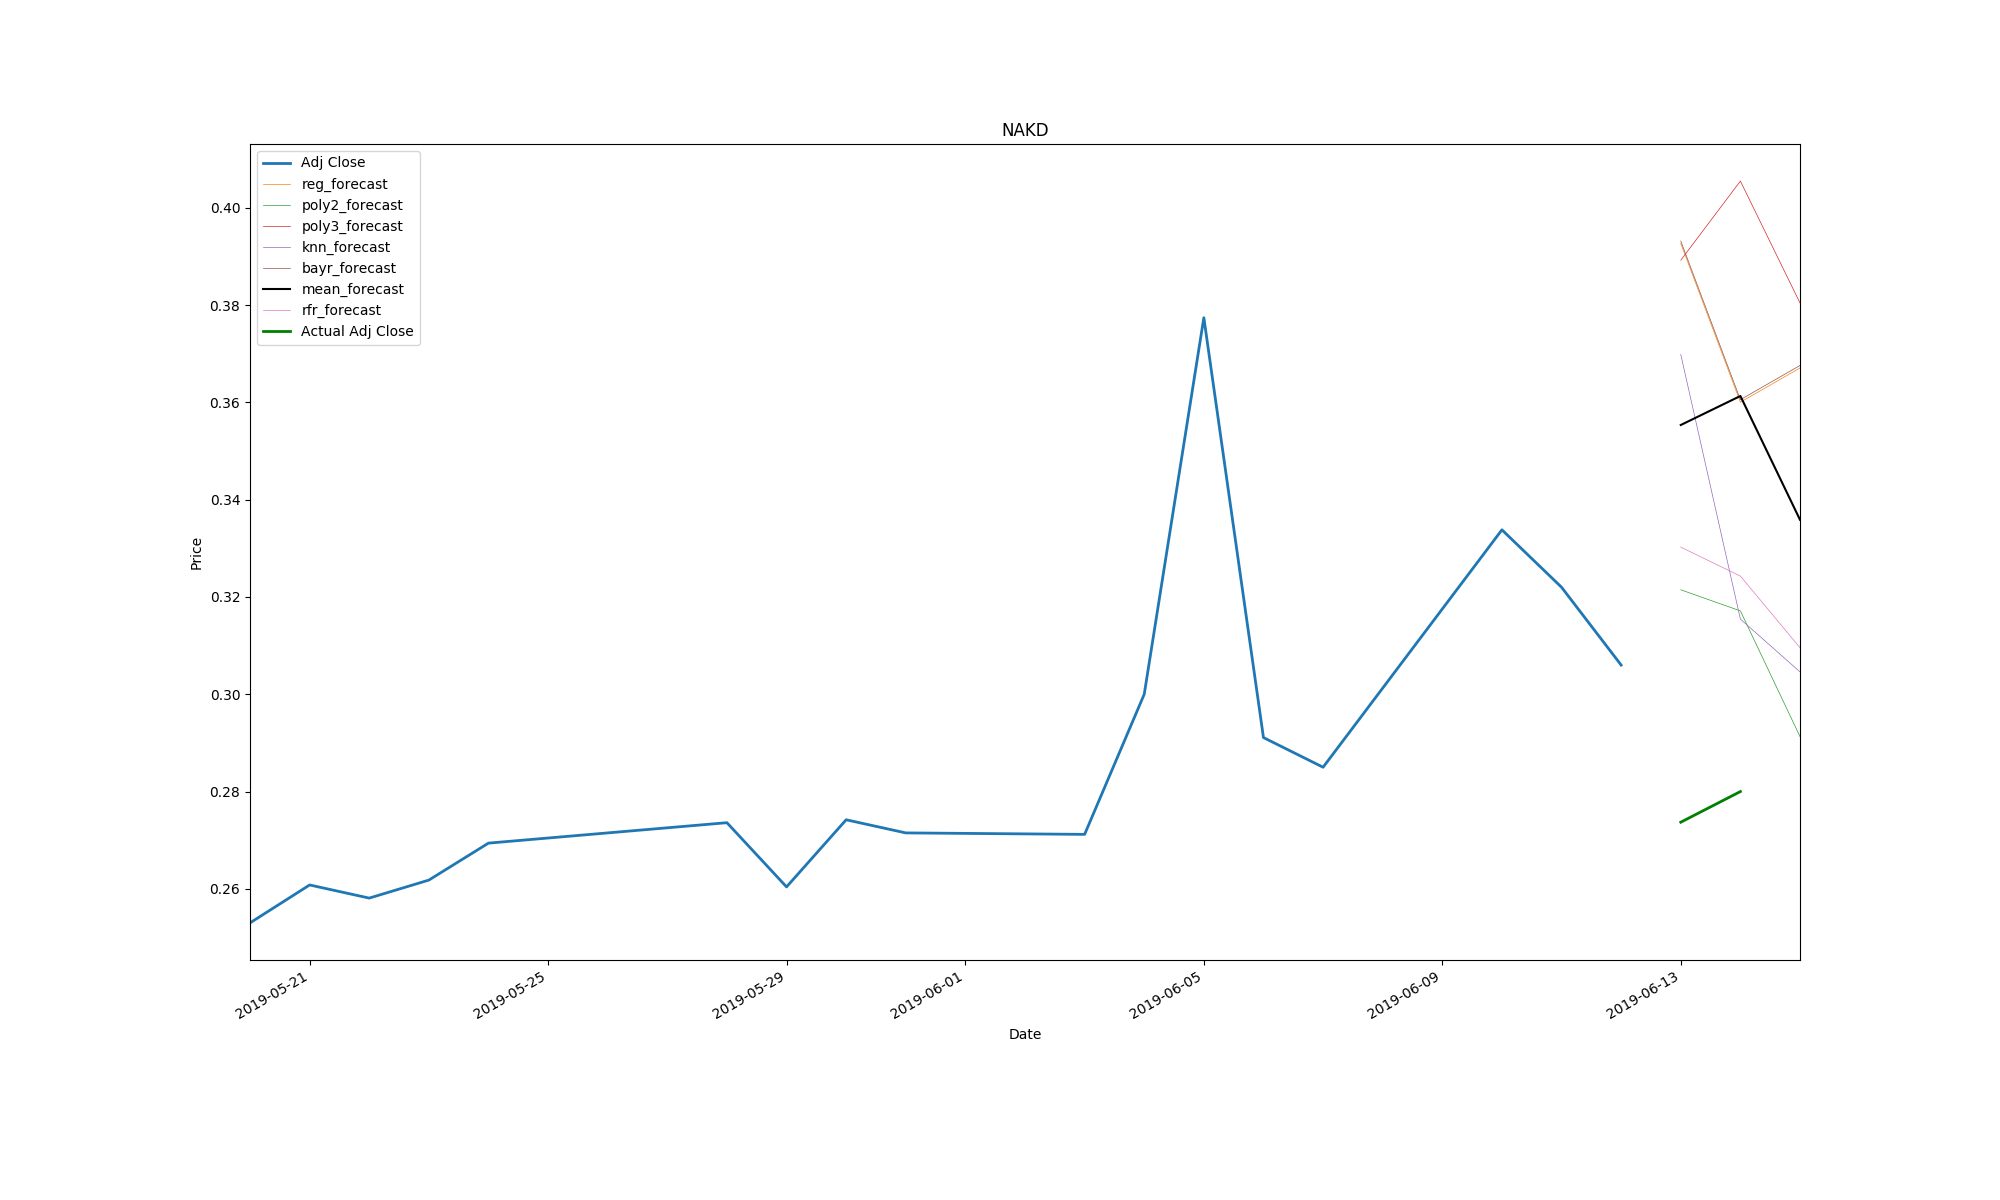 NAKD
Adj Close
reg_forecast
poly2_forecast
poly3_forecast
knn_forecast
bayr_forecast
mean_forecast
rfr_forecast
Actual Adj Close
0.40
0.38
0.36
0.34
0.32
0.30
0.28
0.26
Price
2019-05-21
2019-05-25
2019-05-29
2019-06-01
2019-06-05
2019-06-09
2019-06-13
Date